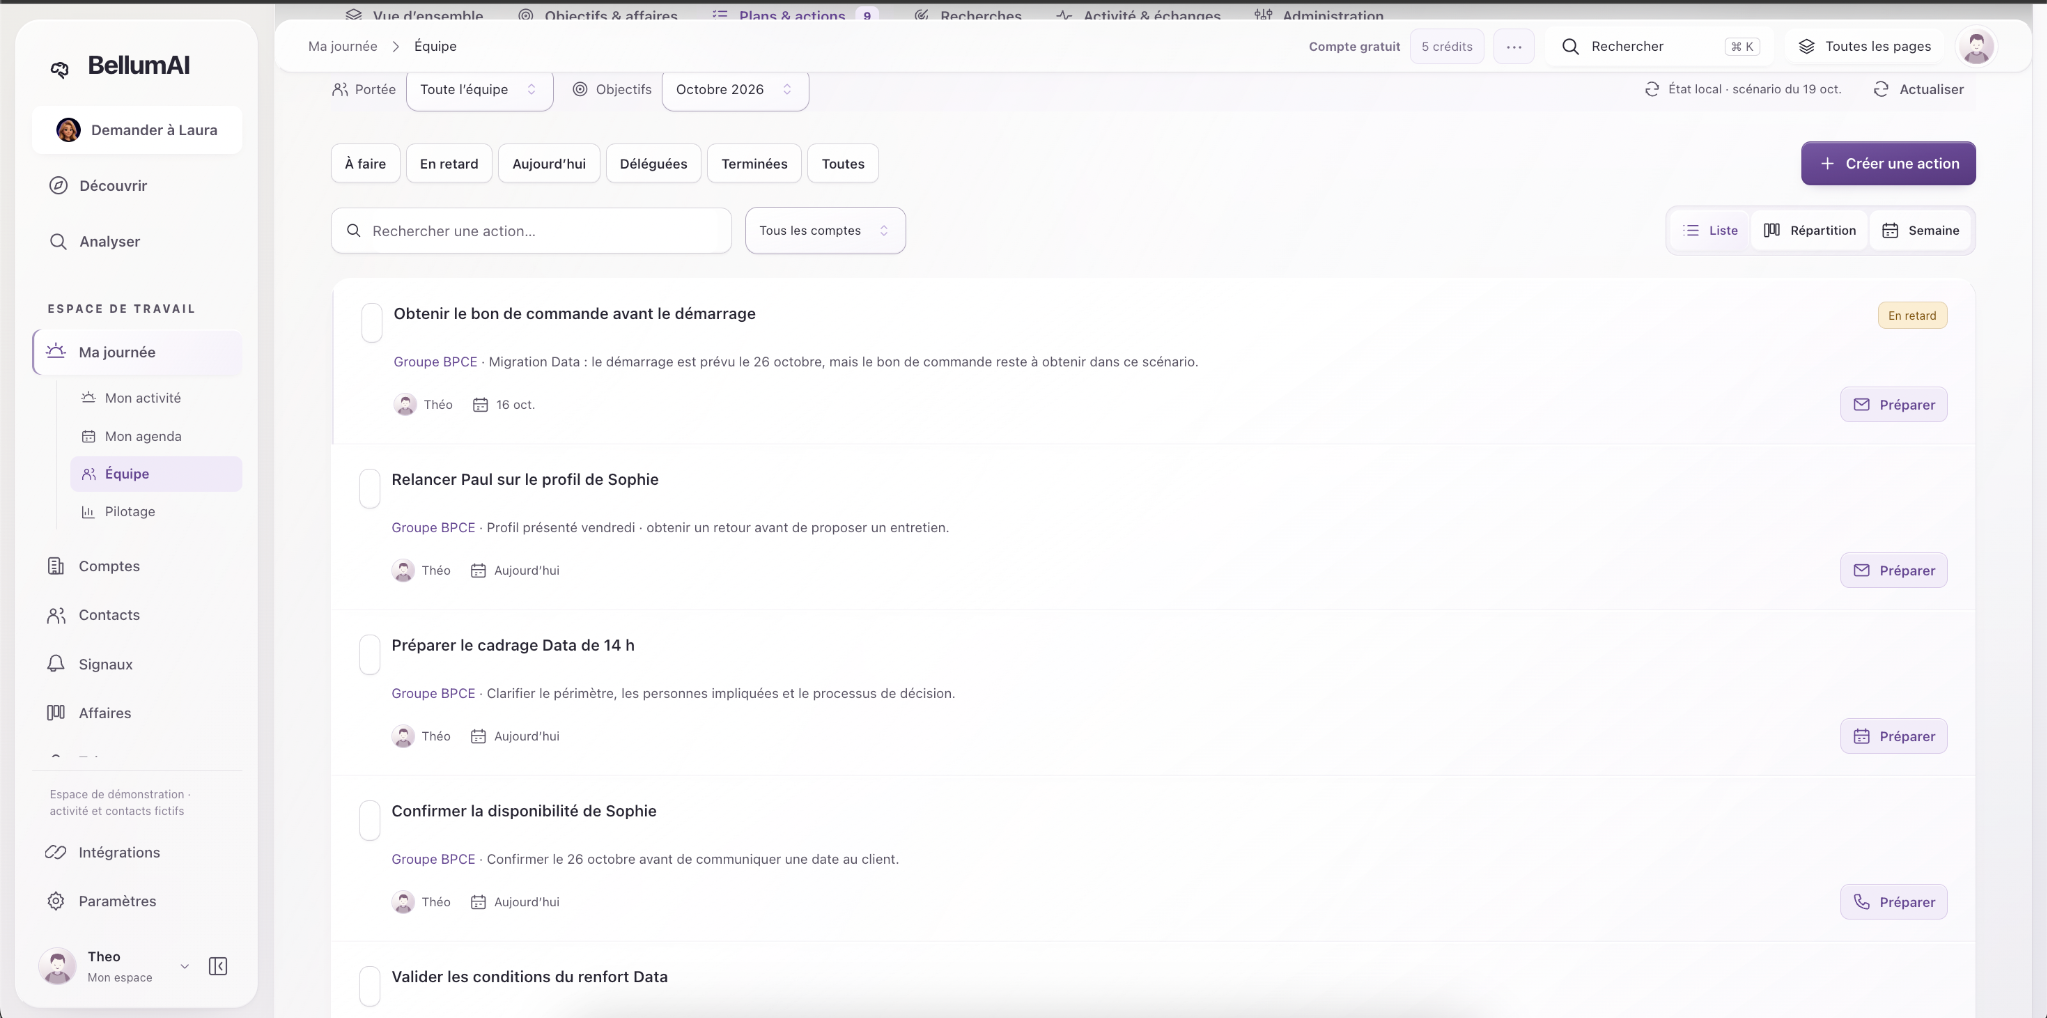 Vue d'ensemble
Objectifs & affaires
Plans & actions 9
Recherches
Activité & échanges
Administration
BellumAI
Demander à Laura
Découvrir
Analyser
ESPACE DE TRAVAIL
Ma journée
Mon activité
Mon agenda
Équipe
Pilotage
Comptes
Contacts
Signaux
Affaires
Espace de démonstration ·
activité et contacts fictifs
Intégrations
Paramètres
Theo
Mon espace
Ma journée > Équipe
Compte gratuit
5 crédits
...
Rechercher
⌘ K
Toutes les pages
Portée
Toute l'équipe
Objectifs
Octobre 2026
État local · scénario du 19 oct.
Actualiser
À faire
En retard
Aujourd'hui
Déléguées
Terminées
Toutes
+ Créer une action
Rechercher une action...
Tous les comptes
Liste
Répartition
Semaine
Obtenir le bon de commande avant le démarrage
En retard
Groupe BPCE · Migration Data : le démarrage est prévu le 26 octobre, mais le bon de commande reste à obtenir dans ce scénario.
Théo
16 oct.
Préparer
Relancer Paul sur le profil de Sophie
Groupe BPCE · Profil présenté vendredi · obtenir un retour avant de proposer un entretien.
Théo
Aujourd'hui
Préparer
Préparer le cadrage Data de 14 h
Groupe BPCE · Clarifier le périmètre, les personnes impliquées et le processus de décision.
Théo
Aujourd'hui
Préparer
Confirmer la disponibilité de Sophie
Groupe BPCE · Confirmer le 26 octobre avant de communiquer une date au client.
Théo
Aujourd'hui
Préparer
Valider les conditions du renfort Data